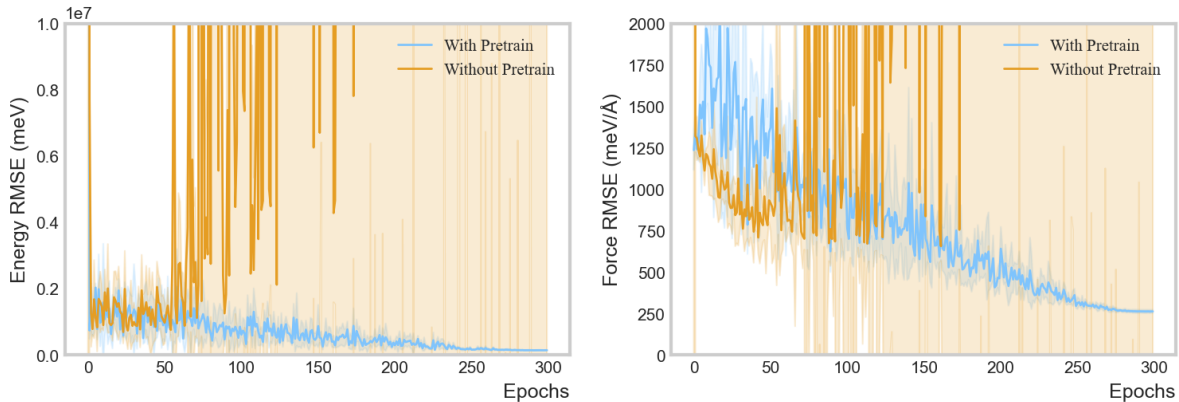 1e7
1.0
0.8
0.6
0.4
0.2
0.0
Energy RMSE (meV)
With Pretrain
Without Pretrain
0 50 100 150 200 250 300
Epochs
2000
1750
1500
1250
1000
750
500
250
0
Force RMSE (meV/Å)
With Pretrain
Without Pretrain
0 50 100 150 200 250 300
Epochs